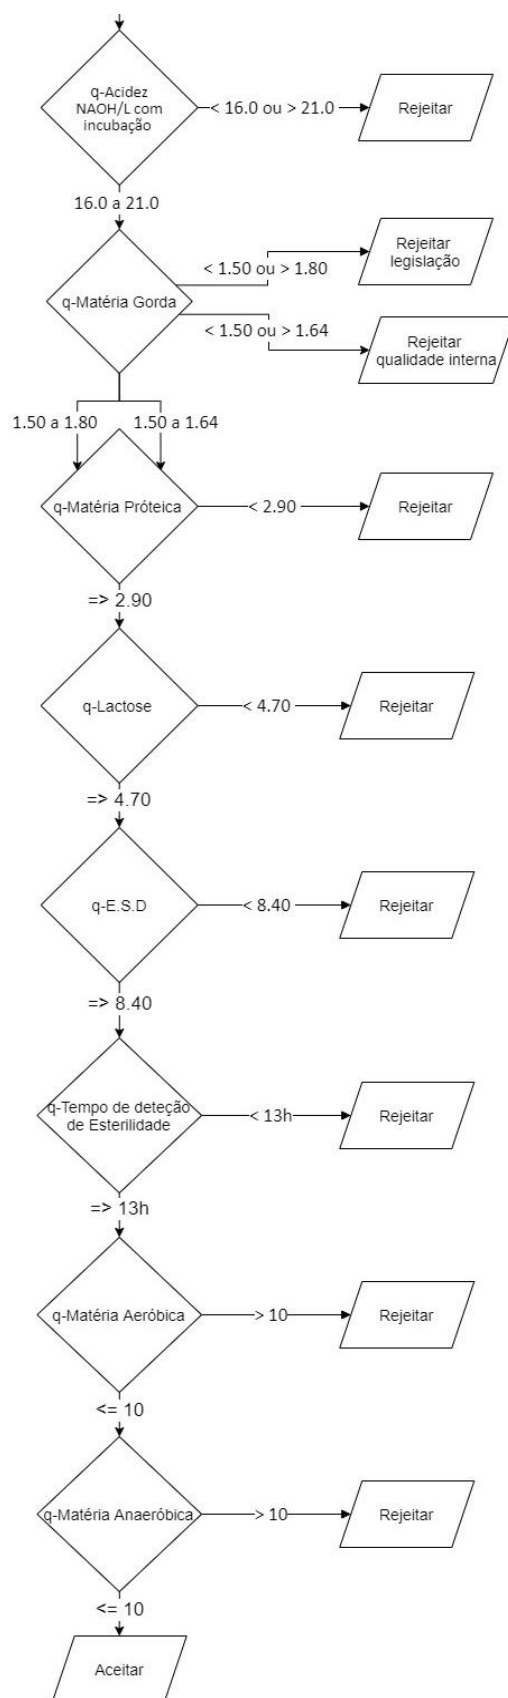 q-Acidez
NAOH/L com
incubação
< 16.0 ou > 21.0
Rejeitar
16.0 a 21.0
q-Matéria Gorda
< 1.50 ou > 1.80
Rejeitar
legislação
< 1.50 ou > 1.64
Rejeitar
qualidade interna
1.50 a 1.80
1.50 a 1.64
q-Matéria Próteica
< 2.90
Rejeitar
=> 2.90
q-Lactose
< 4.70
Rejeitar
=> 4.70
q-E.S.D
< 8.40
Rejeitar
=> 8.40
q-Tempo de deteção
de Esterilidade
< 13h
Rejeitar
=> 13h
q-Matéria Aeróbica
> 10
Rejeitar
<= 10
q-Matéria Anaeróbica
> 10
Rejeitar
<= 10
Aceitar